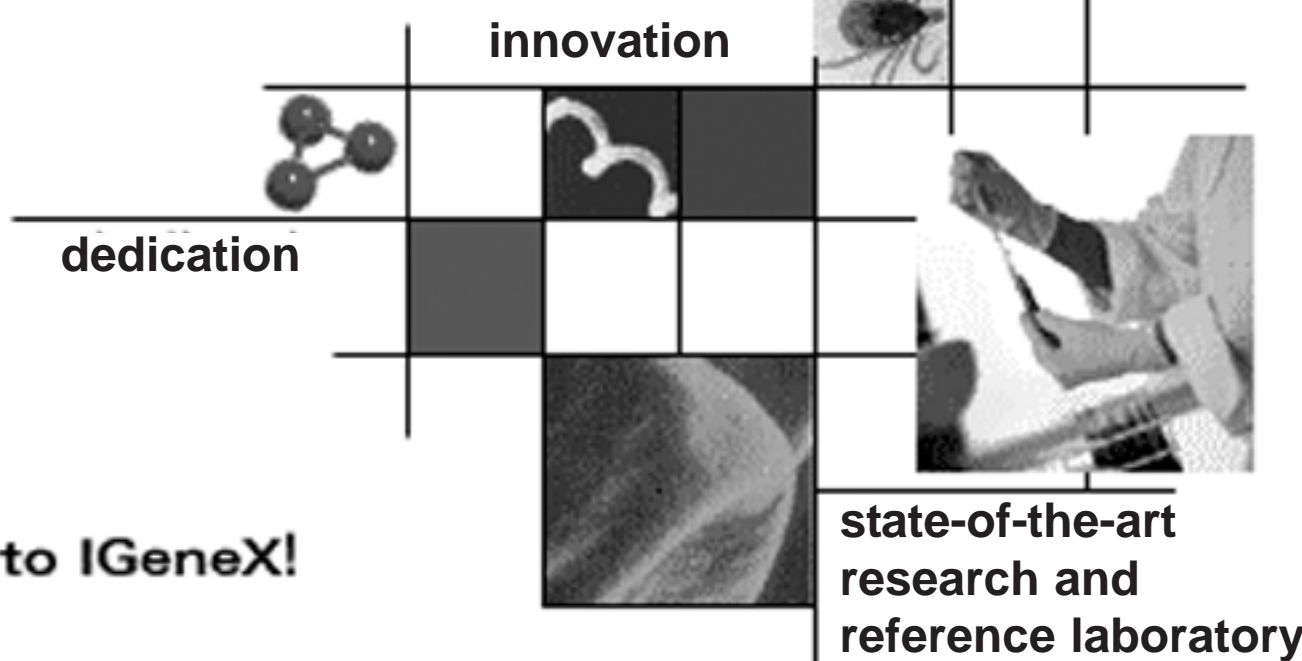 innovation
dedication
to IGeneX!
state-of-the-art
research and
reference laboratory